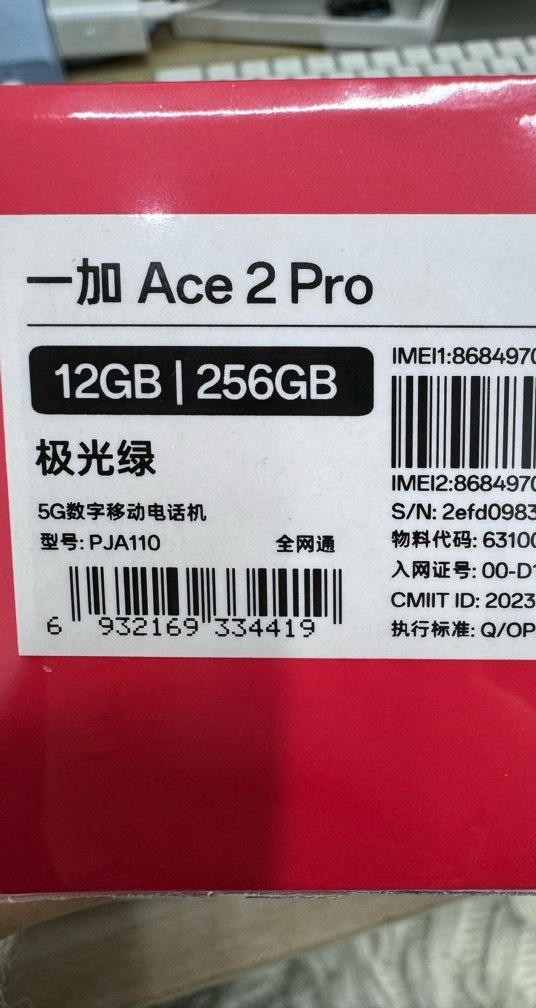 一加 Ace 2 Pro
12GB | 256GB
极光绿
5G数字移动电话机
型号: PJA110 全网通
6 932169 334419
IMEI1:8684970
IMEI2:8684970
S/N: 2efd0983
物料代码: 63100
入网证号: 00-D1
CMIIT ID: 2023
执行标准: Q/OP